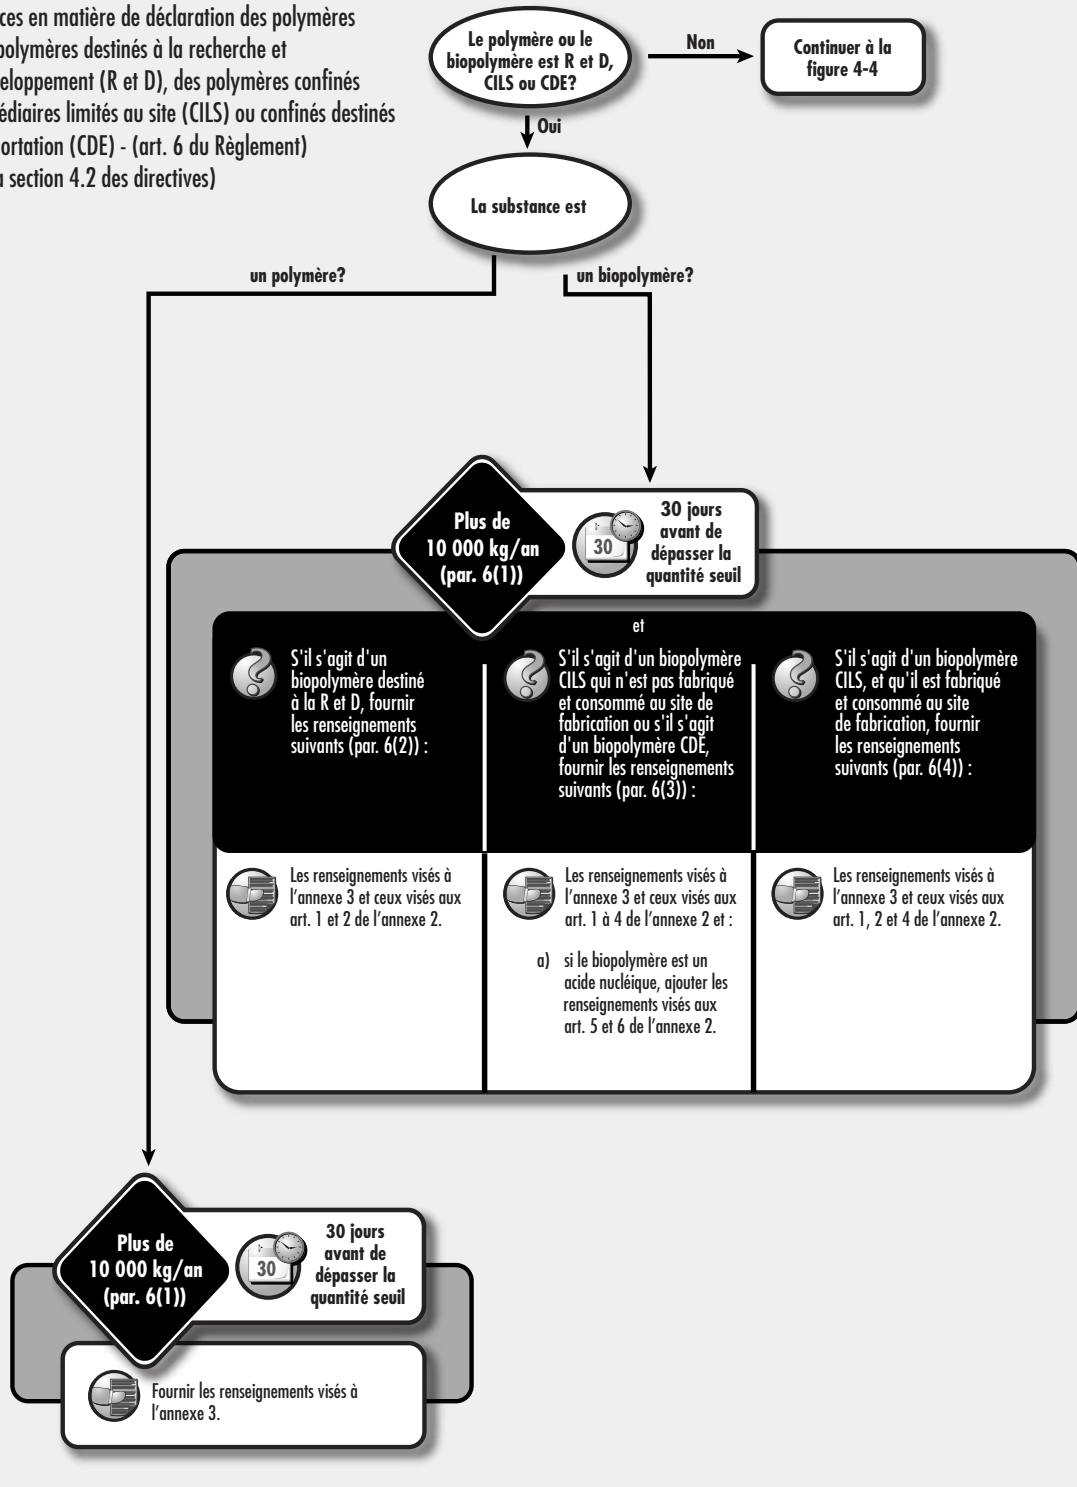 ces en matière de déclaration des polymères
polymères destinés à la recherche et
eloppement (R et D), des polymères confinés
édiaires limités au site (CILS) ou confinés destinés
ortation (CDE) - (art. 6 du Règlement)
a section 4.2 des directives)
Le polymère ou le
biopolymère est R et D,
CILS ou CDE?
Non
Continuer à la
figure 4-4
Oui
La substance est
un polymère?
un biopolymère?
Plus de
10 000 kg/an
(par. 6(1))
30
30 jours
avant de
dépasser la
quantité seuil
et
S'il s'agit d'un
biopolymère destiné
à la R et D, fournir
les renseignements
suivants (par. 6(2)) :
S'il s'agit d'un biopolymère
CILS qui n'est pas fabriqué
et consommé au site de
fabrication ou s'il s'agit
d'un biopolymère CDE,
fournir les renseignements
suivants (par. 6(3)) :
S'il s'agit d'un biopolymère
CILS, et qu'il est fabriqué
et consommé au site
de fabrication, fournir
les renseignements
suivants (par. 6(4)) :
Les renseignements visés à
l'annexe 3 et ceux visés aux
art. 1 et 2 de l'annexe 2.
Les renseignements visés à
l'annexe 3 et ceux visés aux
art. 1 à 4 de l'annexe 2 et :
a) si le biopolymère est un
acide nucléique, ajouter les
renseignements visés aux
art. 5 et 6 de l'annexe 2.
Les renseignements visés à
l'annexe 3 et ceux visés aux
art. 1, 2 et 4 de l'annexe 2.
Plus de
10 000 kg/an
(par. 6(1))
30
30 jours
avant de
dépasser la
quantité seuil
Fournir les renseignements visés à
l'annexe 3.